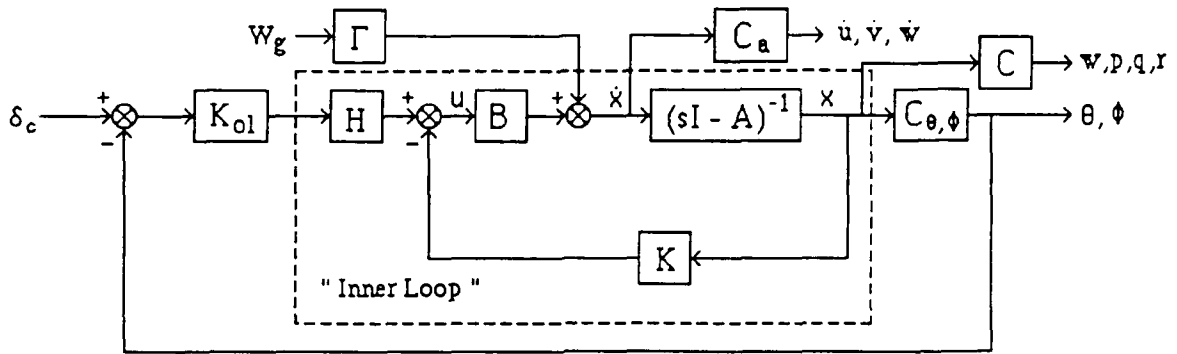 W_g Γ C_a u̇, v̇, ẇ
C w,p,q,r
δ_c + − K_ol H + − u B + ẋ (sI - A)⁻¹ x C_θ,ϕ θ, ϕ
K
" Inner Loop "